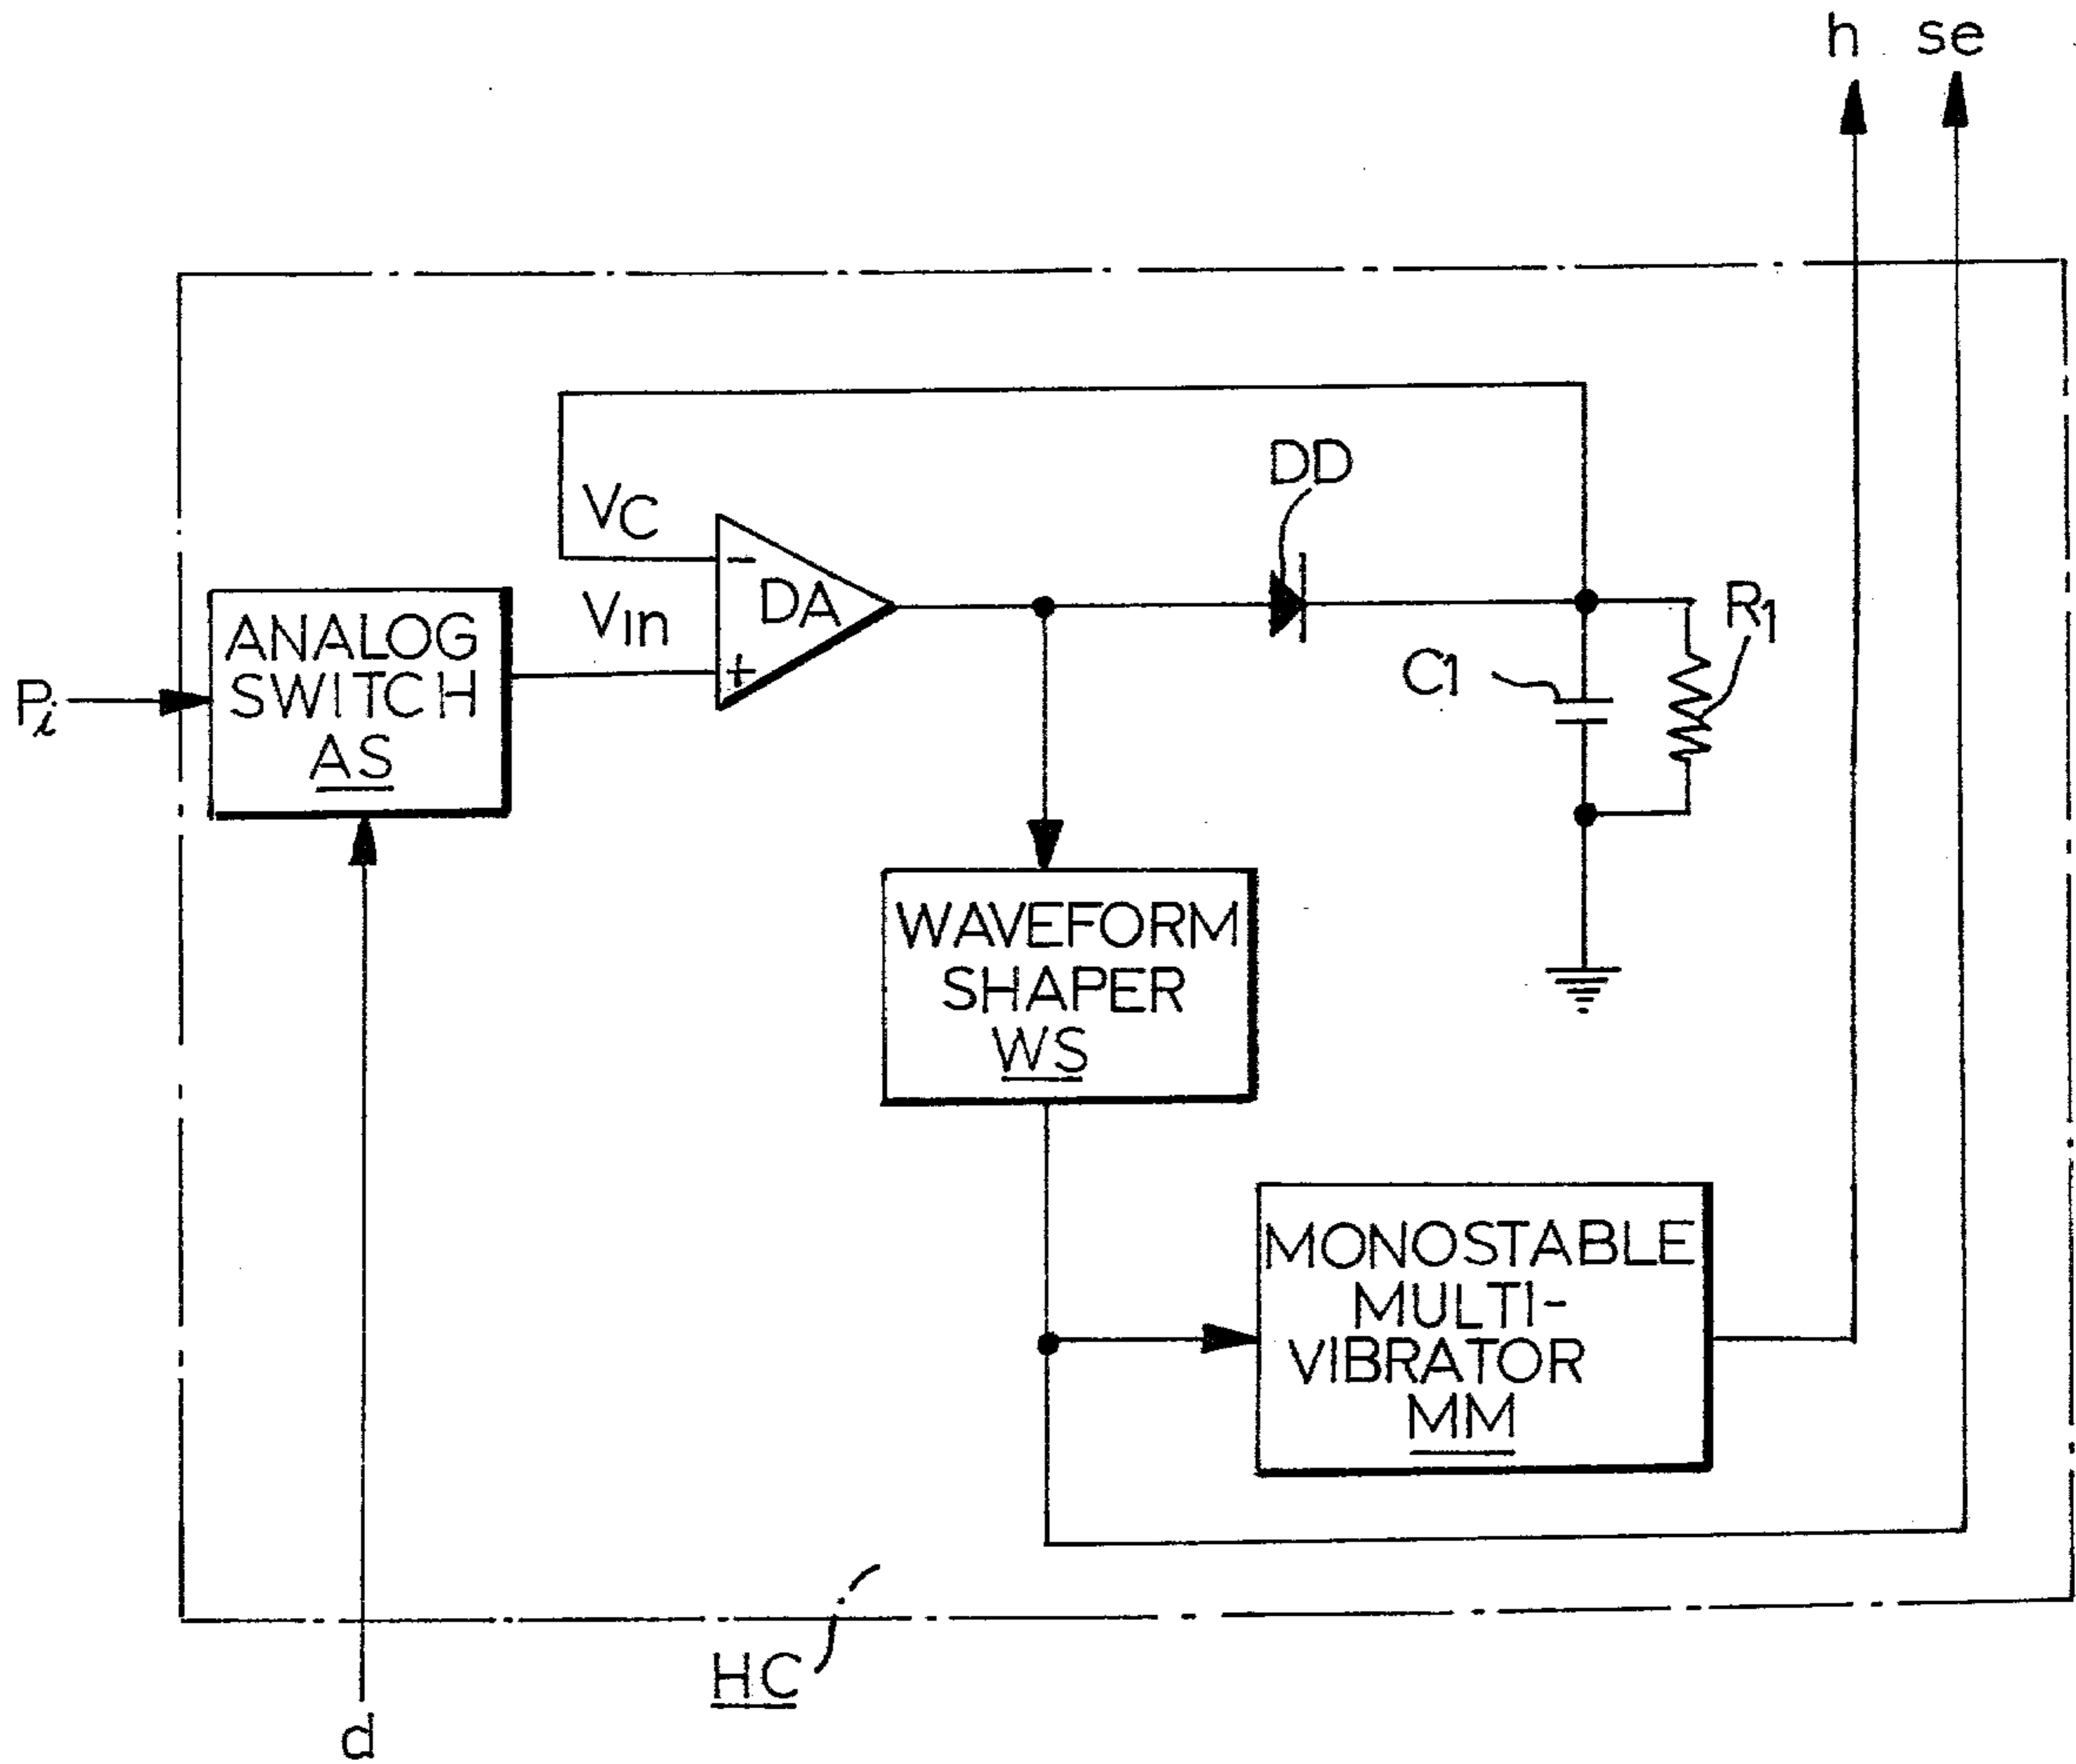 h se
DD
VC
DA
VIn
R1
C1
ANALOG
SWITCH
AS
Pi
-
+
WAVEFORM
SHAPER
WS
MONOSTABLE
MULTI-
VIBRATOR
MM
HC
d